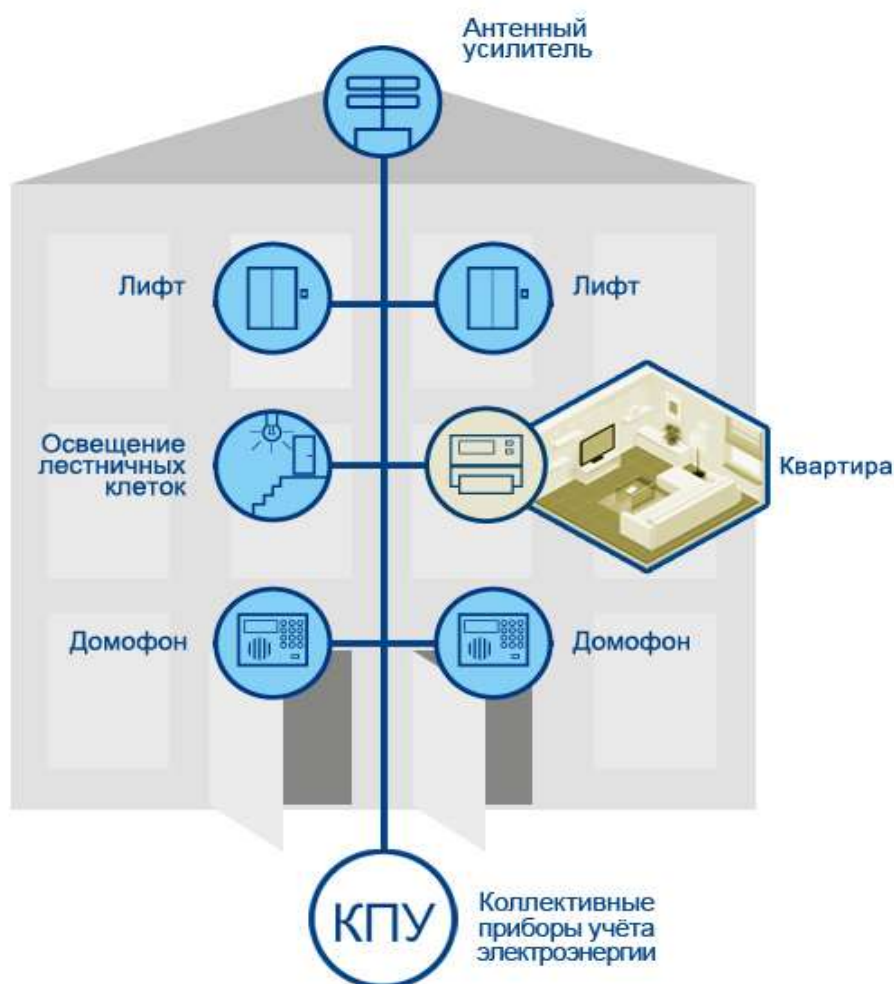 Антенный
усилитель
Лифт
Лифт
Освещение
лестничных
клеток
Квартира
Домофон
Домофон
КПУ
Коллективные
приборы учёта
электроэнергии